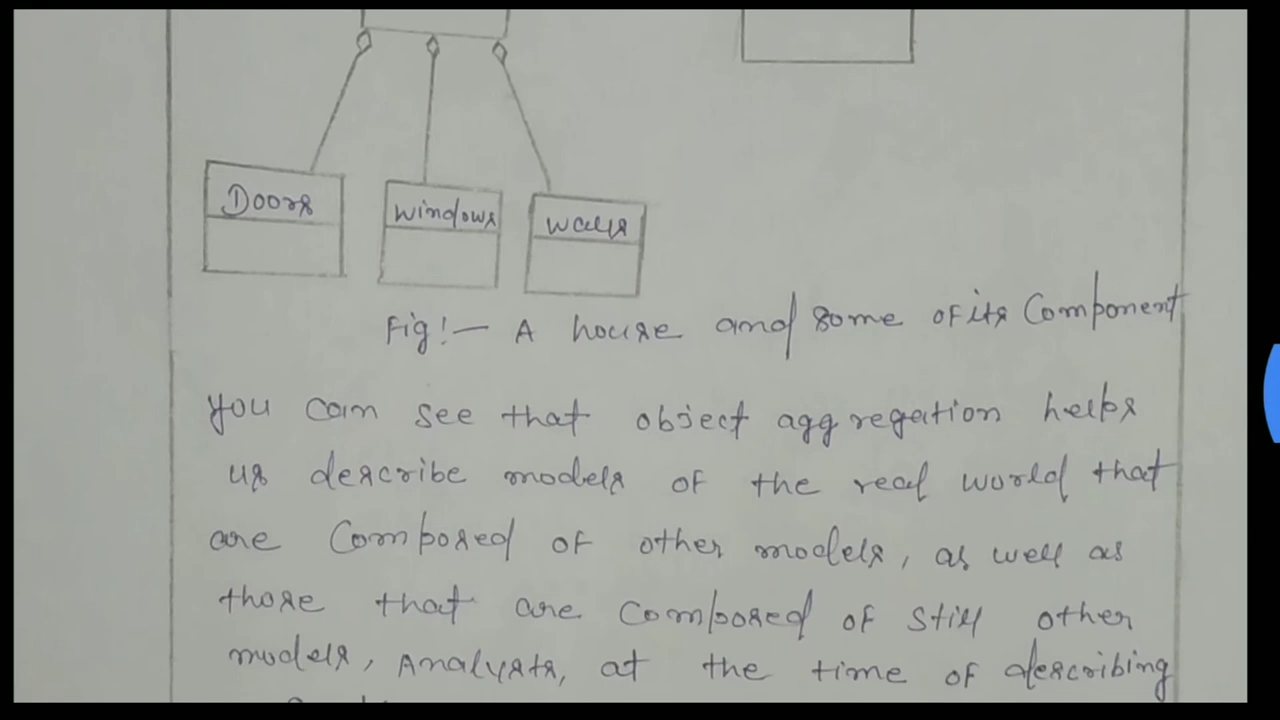 Doors
Windows
Walls
Fig:- A house and some of its Component
You can see that object aggregation helps
us describe models of the real world that
are Composed of other models, as well as
those that are composed of still other
models, Analysts, at the time of describing